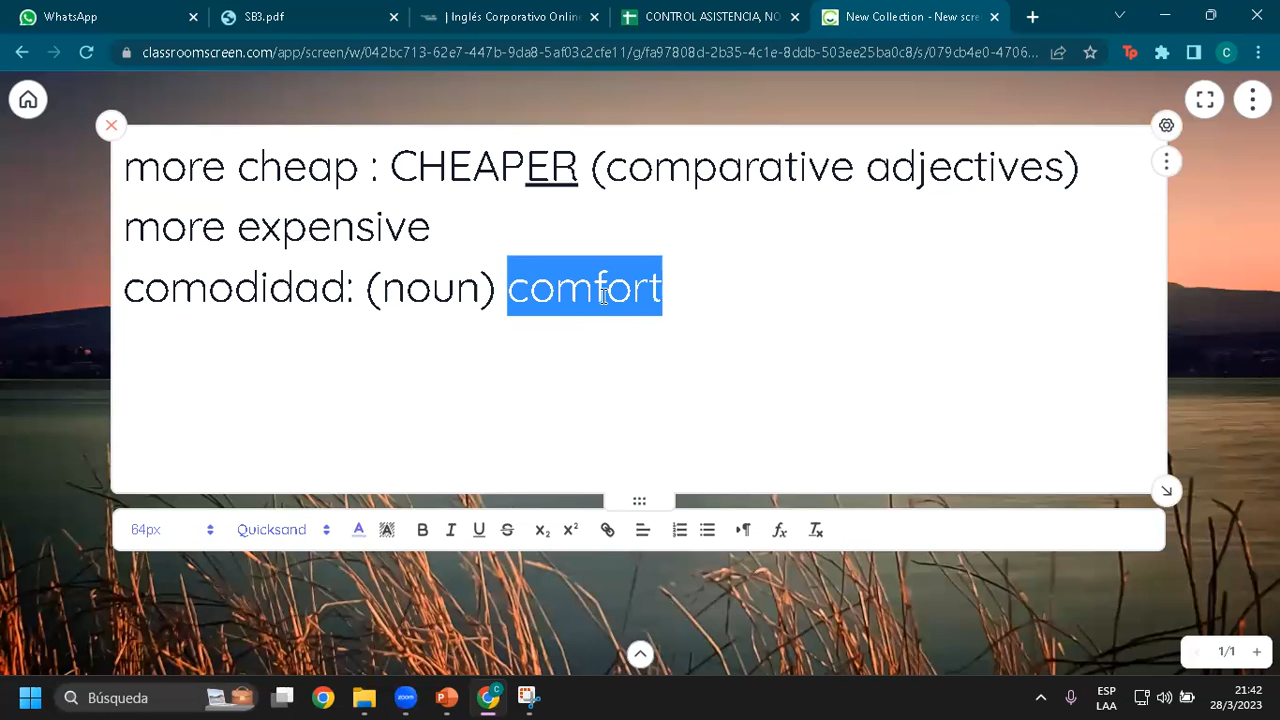 WhatsApp
SB3.pdf
| Inglés Corporativo Online
CONTROL ASISTENCIA, NO
New Collection - New scre
classroomscreen.com/app/screen/w/042bc713-62e7-447b-9da8-5af03c2cfe11/g/fa97808d-2b35-4c1e-8ddb-503ee25ba0c8/s/079cb4e0-4706...
C
more cheap : CHEAPER (comparative adjectives)
more expensive
comodidad: (noun) comfort
64px
Quicksand
1/1
Búsqueda
ESP
LAA
21:42
28/3/2023